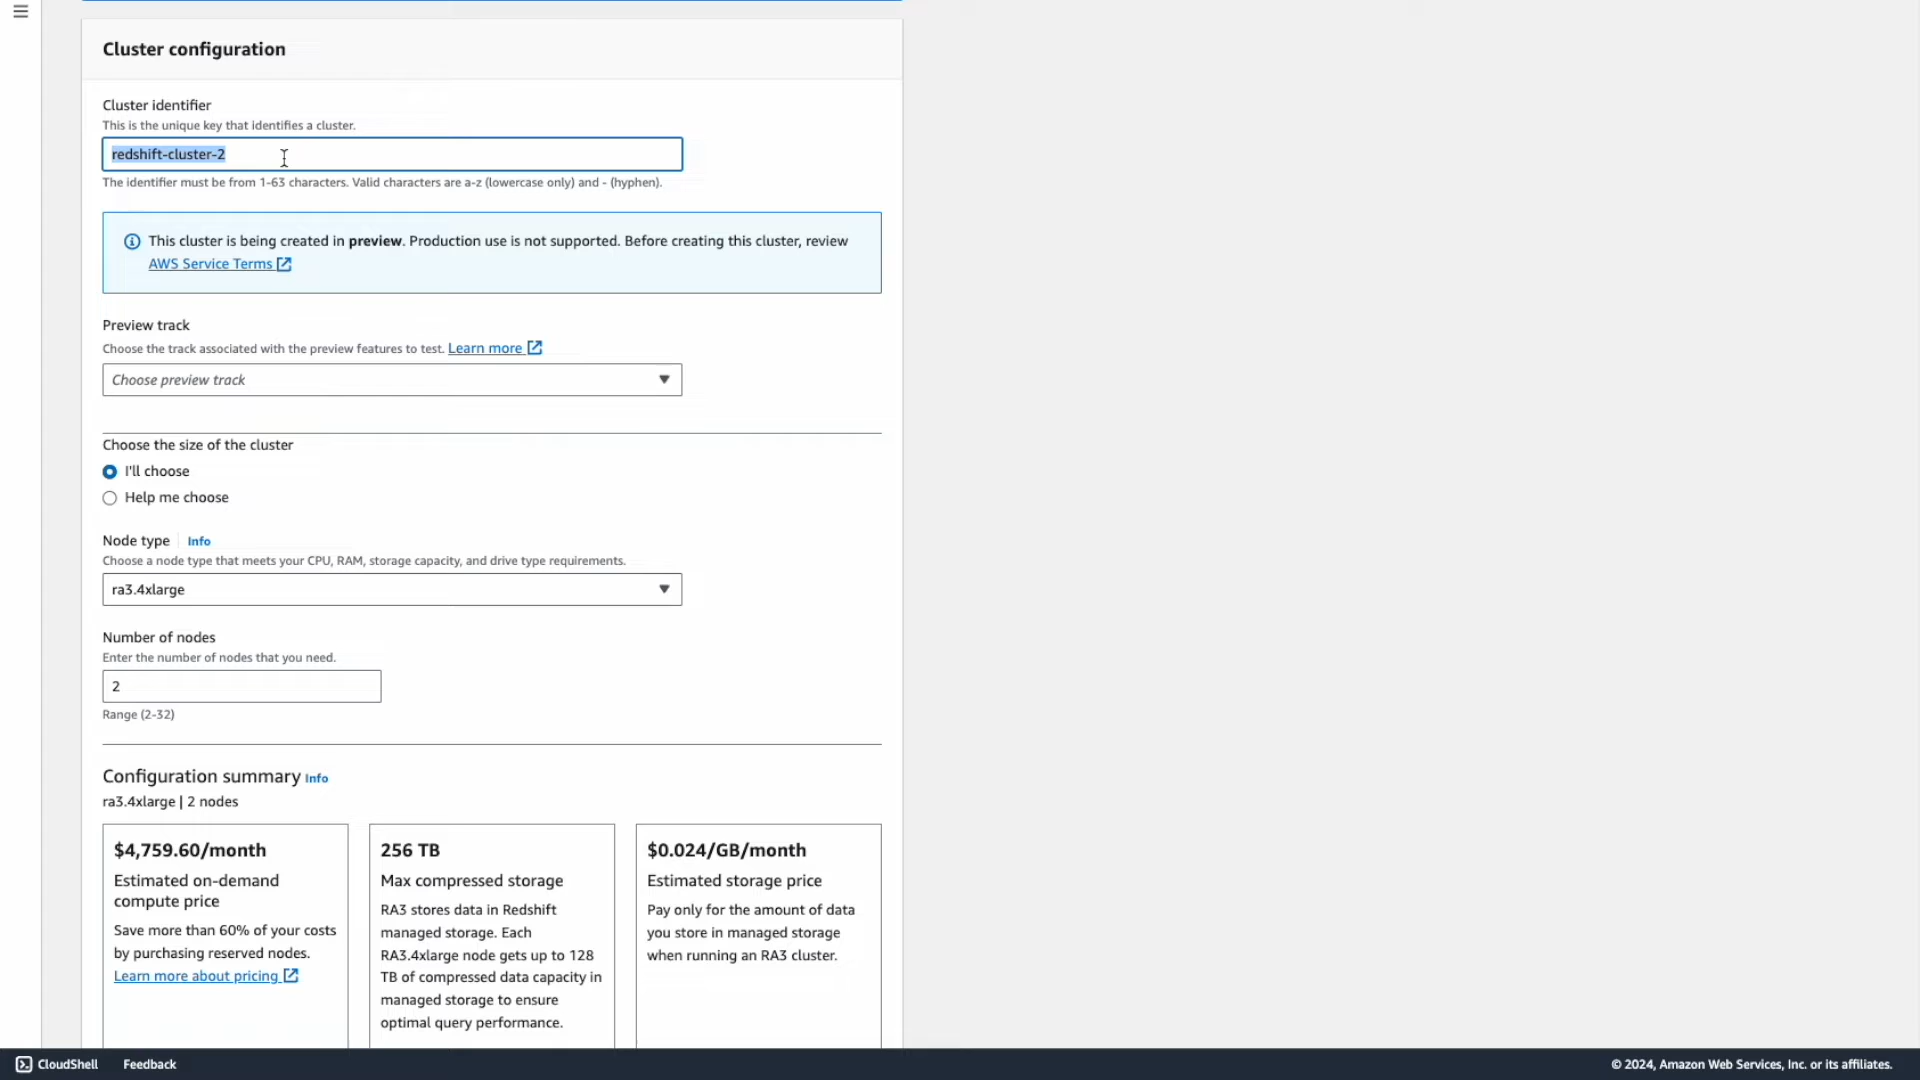 Cluster configuration
Cluster identifier
This is the unique key that identifies a cluster.
redshift-cluster-2
The identifier must be from 1-63 characters. Valid characters are a-z (lowercase only) and - (hyphen).
This cluster is being created in preview. Production use is not supported. Before creating this cluster, review
AWS Service Terms
Preview track
Choose the track associated with the preview features to test. Learn more
Choose preview track
Choose the size of the cluster
I'll choose
Help me choose
Node type Info
Choose a node type that meets your CPU, RAM, storage capacity, and drive type requirements.
ra3.4xlarge
Number of nodes
Enter the number of nodes that you need.
2
Range (2-32)
Configuration summary Info
ra3.4xlarge | 2 nodes
$4,759.60/month
Estimated on-demand
compute price
Save more than 60% of your costs
by purchasing reserved nodes.
Learn more about pricing
256 TB
Max compressed storage
RA3 stores data in Redshift
managed storage. Each
RA3.4xlarge node gets up to 128
TB of compressed data capacity in
managed storage to ensure
optimal query performance.
$0.024/GB/month
Estimated storage price
Pay only for the amount of data
you store in managed storage
when running an RA3 cluster.
CloudShell Feedback © 2024, Amazon Web Services, Inc. or its affiliates.